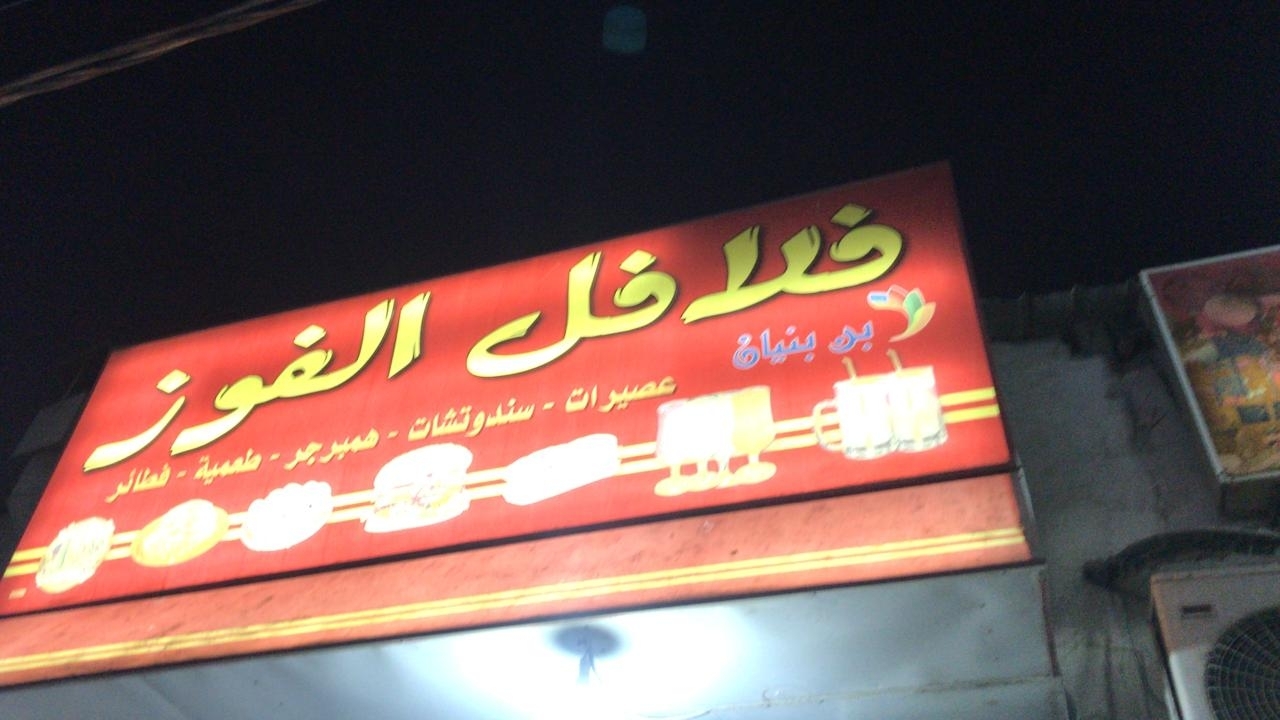 فلافل الفوز
بن بنيان
عصيرات - سندوتشات - همبرجر - طعمية - فطائر